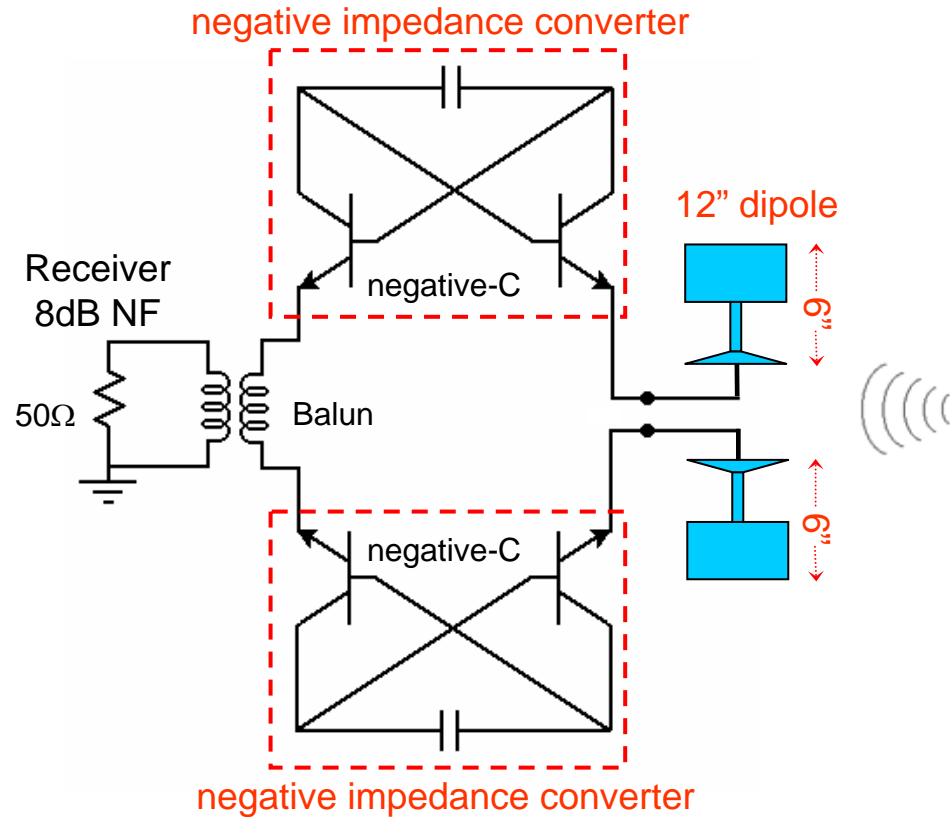 negative impedance converter
12” dipole
Receiver
8dB NF
negative-C
6”
50Ω
Balun
negative-C
6”
negative impedance converter